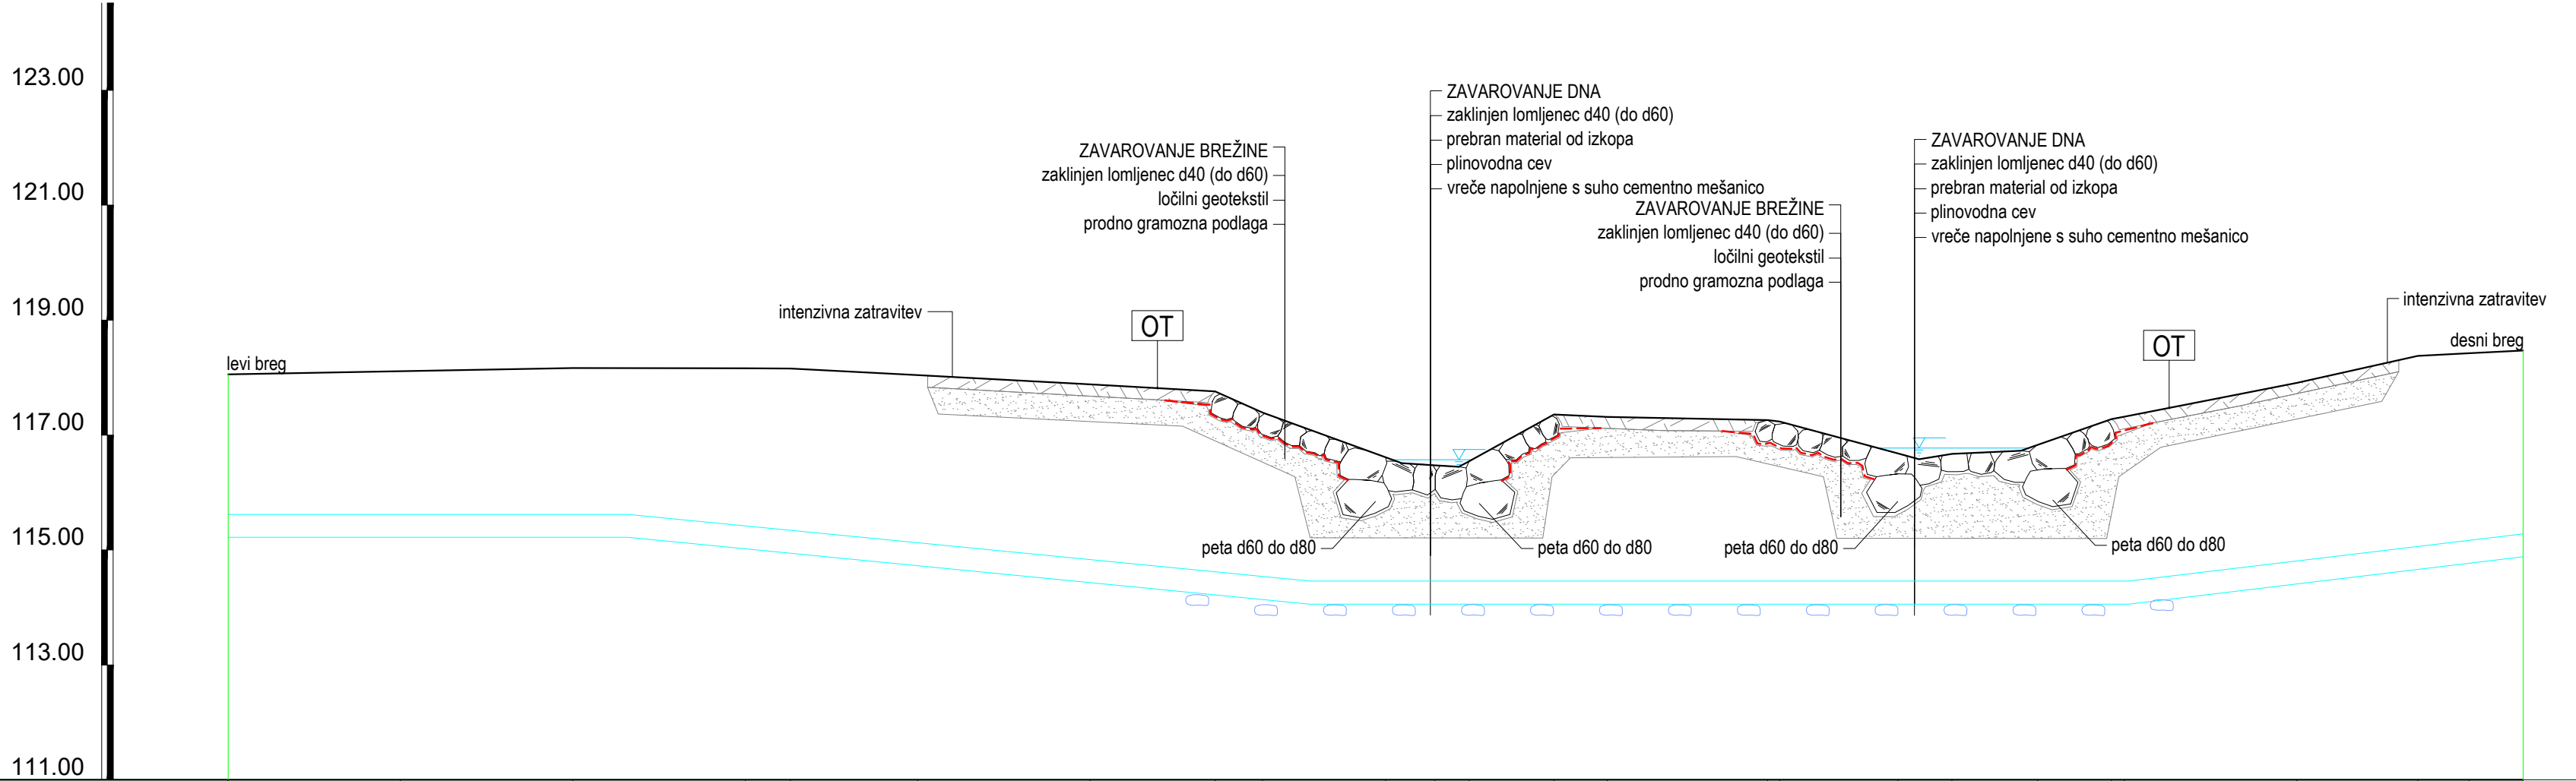 123.00
121.00
119.00
117.00
115.00
113.00
111.00
levi breg
intenzivna zatravitev
OT
ZAVAROVANJE BREŽINE
zaklinjen lomljenec d40 (do d60)
ločilni geotekstil
prodno gramozna podlaga
ZAVAROVANJE DNA
zaklinjen lomljenec d40 (do d60)
prebran material od izkopa
plinovodna cev
vreče napolnjene s suho cementno mešanico
ZAVAROVANJE BREŽINE
zaklinjen lomljenec d40 (do d60)
ločilni geotekstil
prodno gramozna podlaga
ZAVAROVANJE DNA
zaklinjen lomljenec d40 (do d60)
prebran material od izkopa
plinovodna cev
vreče napolnjene s suho cementno mešanico
OT
intenzivna zatravitev
desni breg
peta d60 do d80
peta d60 do d80
peta d60 do d80
peta d60 do d80